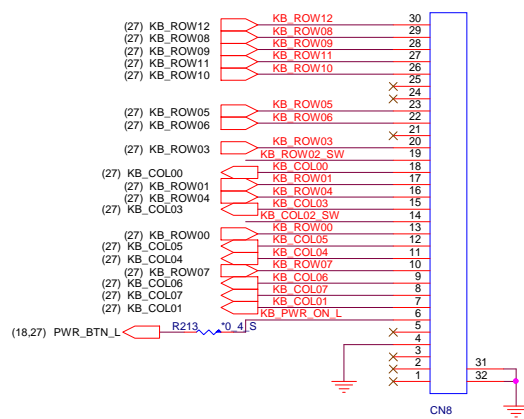 (27) KB_ROW12 KB_ROW12 30
(27) KB_ROW08 KB_ROW08 29
(27) KB_ROW09 KB_ROW09 28
(27) KB_ROW11 KB_ROW11 27
(27) KB_ROW10 KB_ROW10 26
25
24
(27) KB_ROW05 KB_ROW05 23
(27) KB_ROW06 KB_ROW06 22
21
(27) KB_ROW03 KB_ROW03 20
KB_ROW02_SW 19
(27) KB_COL00 KB_COL00 18
(27) KB_ROW01 KB_ROW01 17
(27) KB_ROW04 KB_ROW04 16
(27) KB_COL03 KB_COL03 15
KB_COL02_SW 14
(27) KB_ROW00 KB_ROW00 13
(27) KB_COL05 KB_COL05 12
(27) KB_COL04 KB_COL04 11
(27) KB_ROW07 KB_ROW07 10
(27) KB_COL06 KB_COL06 9
(27) KB_COL07 KB_COL07 8
(27) KB_COL01 KB_COL01 7
KB_PWR_ON_L 6
(18,27) PWR_BTN_L R213 *0_4_S 5
4
3
2 31
1 32
CN8